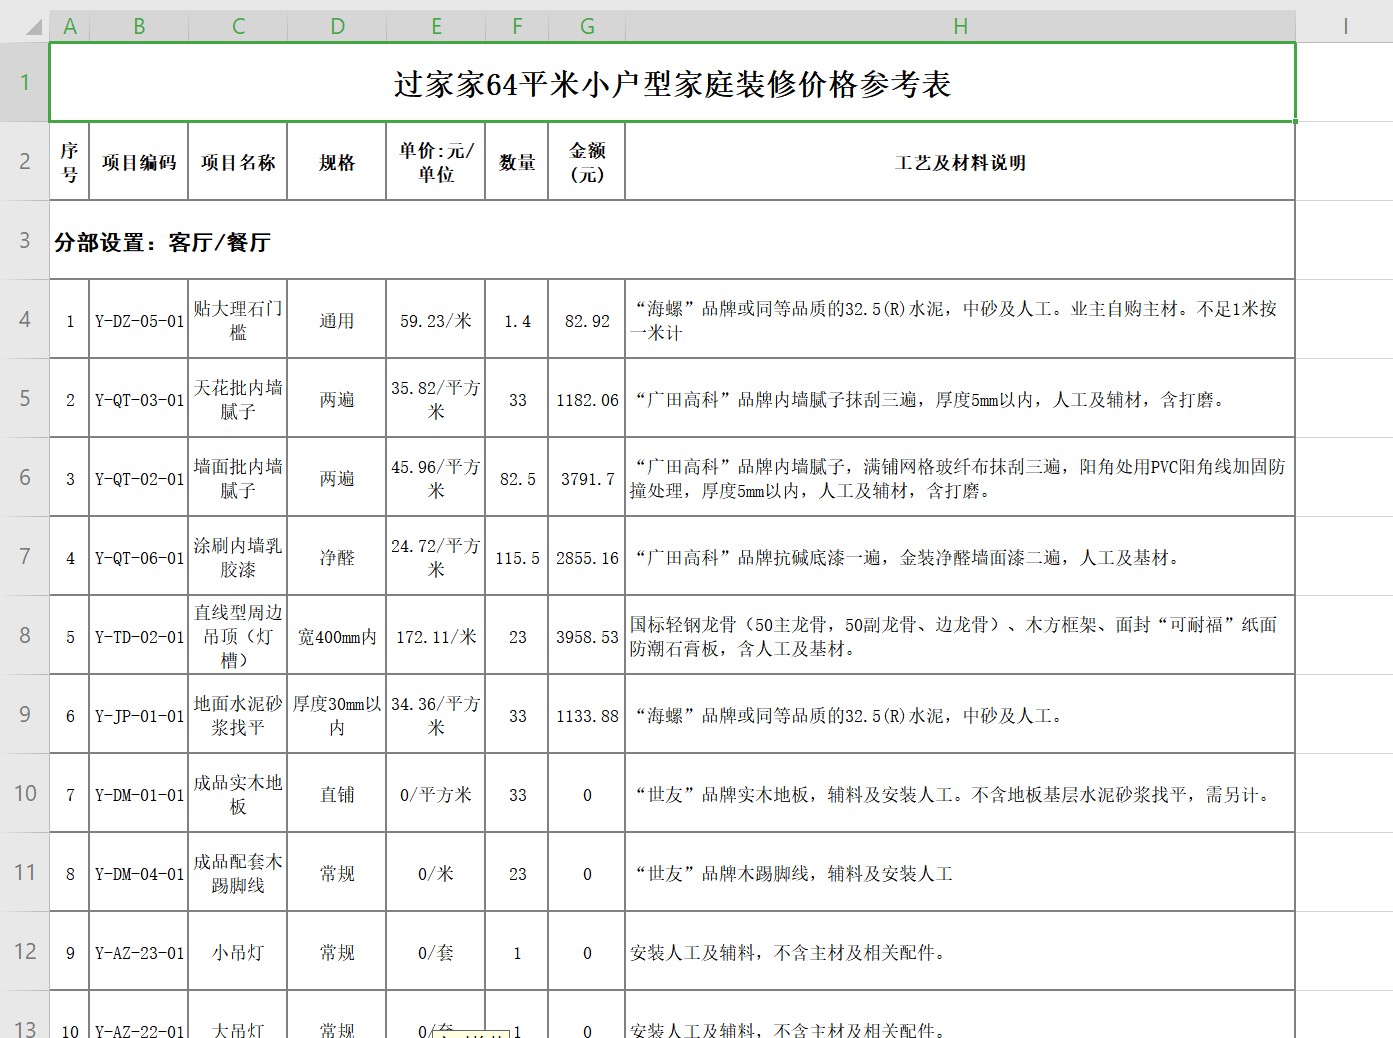 A B C D E F G H I
1 过家家64平米小户型家庭装修价格参考表
2 序号 项目编码 项目名称 规格 单价:元/单位 数量 金额(元) 工艺及材料说明
3 分部设置：客厅/餐厅
4 1 Y-DZ-05-01 贴大理石门槛 通用 59.23/米 1.4 82.92 “海螺”品牌或同等品质的32.5(R)水泥，中砂及人工。业主自购主材。不足1米按一米计
5 2 Y-QT-03-01 天花批内墙腻子 两遍 35.82/平方米 33 1182.06 “广田高科”品牌内墙腻子抹刮三遍，厚度5mm以内，人工及辅材，含打磨。
6 3 Y-QT-02-01 墙面批内墙腻子 两遍 45.96/平方米 82.5 3791.7 “广田高科”品牌内墙腻子，满铺网格玻纤布抹刮三遍，阳角处用PVC阳角线加固防撞处理，厚度5mm以内，人工及辅材，含打磨。
7 4 Y-QT-06-01 涂刷内墙乳胶漆 净醛 24.72/平方米 115.5 2855.16 “广田高科”品牌抗碱底漆一遍，金装净醛墙面漆二遍，人工及基材。
8 5 Y-TD-02-01 直线型周边吊顶（灯槽） 宽400mm内 172.11/米 23 3958.53 国标轻钢龙骨（50主龙骨，50副龙骨、边龙骨）、木方框架、面封“可耐福”纸面防潮石膏板，含人工及基材。
9 6 Y-JP-01-01 地面水泥砂浆找平 厚度30mm以内 34.36/平方米 33 1133.88 “海螺”品牌或同等品质的32.5(R)水泥，中砂及人工。
10 7 Y-DM-01-01 成品实木地板 直铺 0/平方米 33 0 “世友”品牌实木地板，辅料及安装人工。不含地板基层水泥砂浆找平，需另计。
11 8 Y-DM-04-01 成品配套木踢脚线 常规 0/米 23 0 “世友”品牌木踢脚线，辅料及安装人工
12 9 Y-AZ-23-01 小吊灯 常规 0/套 1 0 安装人工及辅料，不含主材及相关配件。
13 10 Y-AZ-22-01 大吊灯 常规 0/套 1 0 安装人工及辅料，不含主材及相关配件。